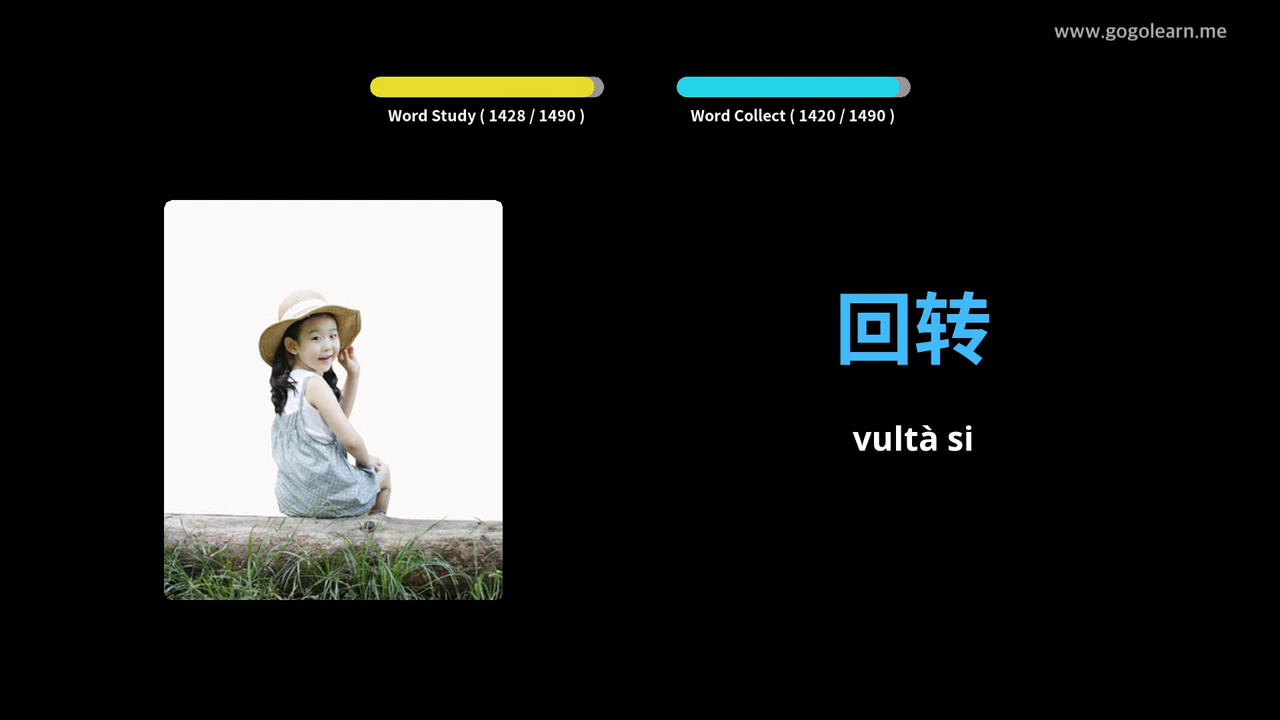 www.gogolearn.me
Word Study ( 1428 / 1490 )
Word Collect ( 1420 / 1490 )
回转
vultà si